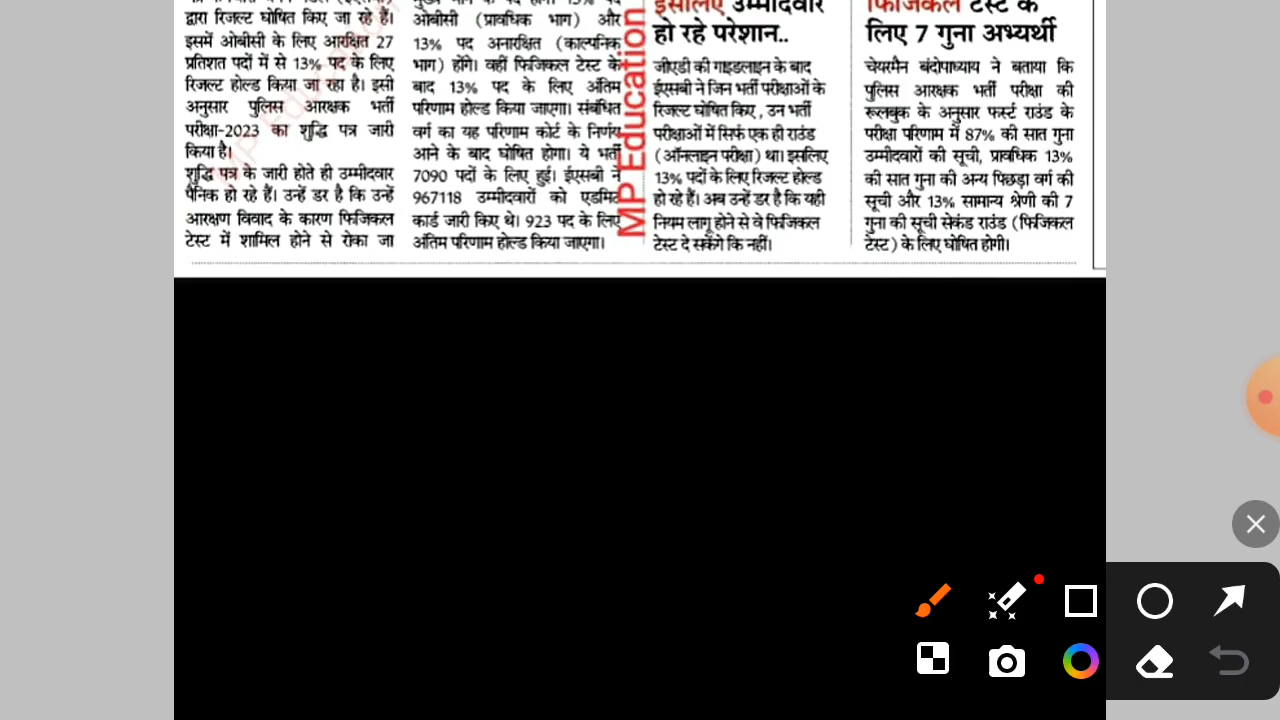 द्वारा रिजल्ट घोषित किए जा रहे हैं।
इसमें ओबीसी के लिए आरक्षित 27
प्रतिशत पदों में से 13% पद के लिए
रिजल्ट होल्ड किया जा रहा है। इसी
अनुसार पुलिस आरक्षक भर्ती
परीक्षा-2023 का शुद्धि पत्र जारी
किया है।
शुद्धि पत्र के जारी होते ही उम्मीदवार
पैनिक हो रहे हैं। उन्हें डर है कि उन्हें
आरक्षण विवाद के कारण फिजिकल
टेस्ट में शामिल होने से रोका जा
ओबीसी (प्रावधिक भाग) और
13% पद अनारक्षित (काल्पनिक
भाग) होंगे। वहीं फिजिकल टेस्ट के
बाद 13% पद के लिए अंतिम
परिणाम होल्ड किया जाएगा। संबंधित
वर्ग का यह परिणाम कोर्ट के निर्णय
आने के बाद घोषित होगा। ये भर्ती
7090 पदों के लिए हुई। ईएसबी ने
967118 उम्मीदवारों को एडमिट
कार्ड जारी किए थे। 923 पद के लिए
अंतिम परिणाम होल्ड किया जाएगा।
MP Education
इसलिए उम्मीदवार
हो रहे परेशान..
जीएडी की गाइडलाइन के बाद
ईएसबी ने जिन भर्ती परीक्षाओं के
रिजल्ट घोषित किए, उन भर्ती
परीक्षाओं में सिर्फ एक ही राउंड
(ऑनलाइन परीक्षा) था। इसलिए
13% पदों के लिए रिजल्ट होल्ड
हो रहे हैं। अब उन्हें डर है कि यही
नियम लागू होने से वे फिजिकल
टेस्ट दे सकेंगे कि नहीं।
फिजिकल टेस्ट के
लिए 7 गुना अभ्यर्थी
चेयरमैन बंदोपाध्याय ने बताया कि
पुलिस आरक्षक भर्ती परीक्षा की
रूलबुक के अनुसार फर्स्ट राउंड के
परीक्षा परिणाम में 87% की सात गुना
उम्मीदवारों की सूची, प्रावधिक 13%
की सात गुना की अन्य पिछड़ा वर्ग की
सूची और 13% सामान्य श्रेणी की 7
गुना की सूची सेकंड राउंड (फिजिकल
टेस्ट) के लिए घोषित होगी।